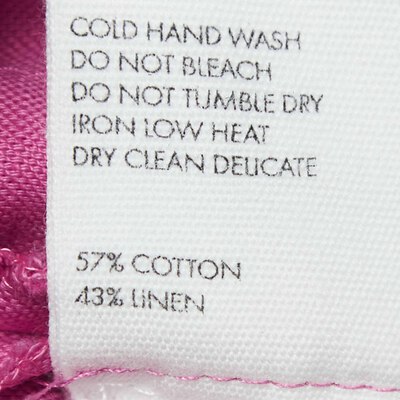 COLD HAND WASH
DO NOT BLEACH
DO NOT TUMBLE DRY
IRON LOW HEAT
DRY CLEAN DELICATE
57% COTTON
43% LINEN